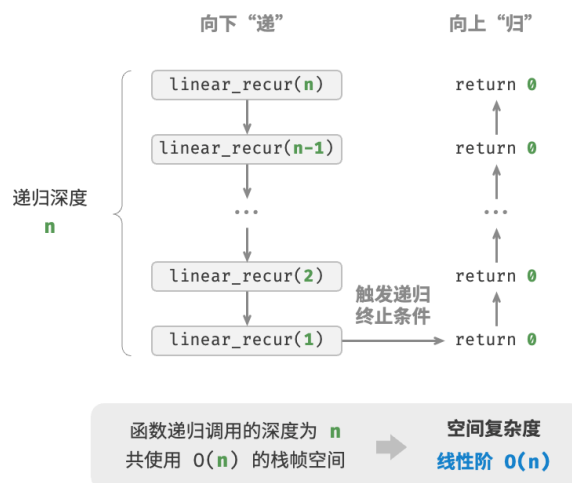 向下“递”
向上“归”
linear_recur(n)
return 0
linear_recur(n-1)
return 0
递归深度
n
...
...
linear_recur(2)
return 0
触发递归
终止条件
linear_recur(1)
return 0
函数递归调用的深度为 n
共使用 O(n) 的栈帧空间
空间复杂度
线性阶 O(n)